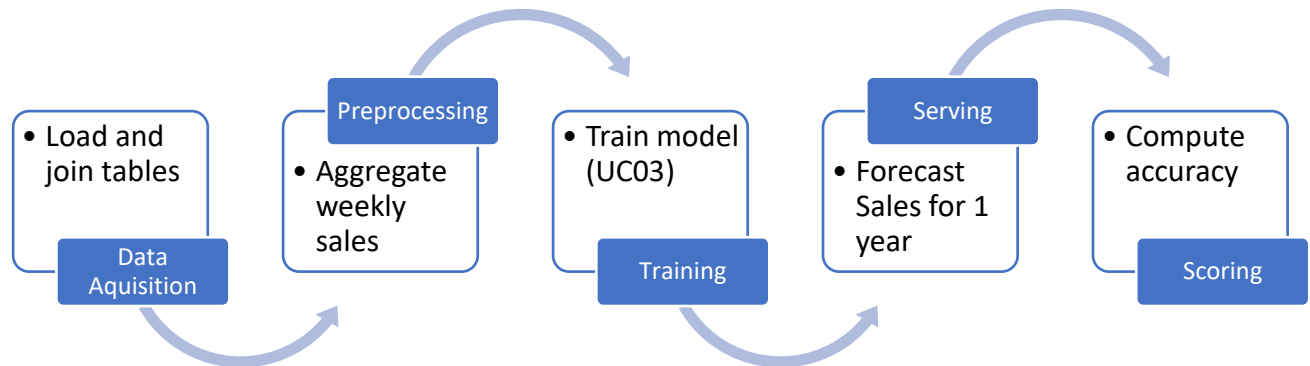 • Load and
join tables
Data
Aquisition
Preprocessing
• Aggregate
weekly
sales
• Train model
(UC03)
Training
Serving
• Forecast
Sales for 1
year
• Compute
accuracy
Scoring